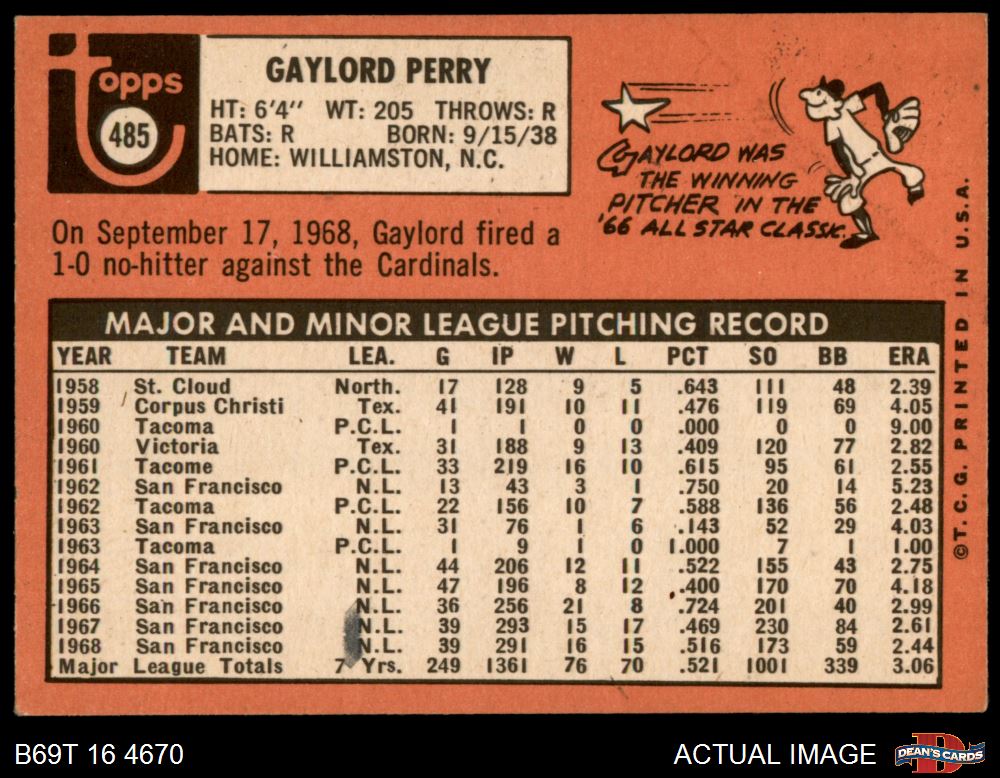 Topps
485
GAYLORD PERRY
HT: 6'4" WT: 205 THROWS: R
BATS: R BORN: 9/15/38
HOME: WILLIAMSTON, N.C.
GAYLORD WAS
THE WINNING
PITCHER IN THE
'66 ALL STAR CLASSIC.
On September 17, 1968, Gaylord fired a
1-0 no-hitter against the Cardinals.
MAJOR AND MINOR LEAGUE PITCHING RECORD
YEAR TEAM LEA. G IP W L PCT SO BB ERA
1958 St. Cloud North. 17 128 9 5 .643 111 48 2.39
1959 Corpus Christi Tex. 41 191 10 11 .476 119 69 4.05
1960 Tacoma P.C.L. 1 1 0 0 .000 0 0 9.00
1960 Victoria Tex. 31 188 9 13 .409 120 77 2.82
1961 Tacome P.C.L. 33 219 16 10 .615 95 61 2.55
1962 San Francisco N.L. 13 43 3 1 .750 20 14 5.23
1962 Tacoma P.C.L. 22 156 10 7 .588 136 56 2.48
1963 San Francisco N.L. 31 76 1 6 .143 52 29 4.03
1963 Tacoma P.C.L. 1 9 1 0 1.000 7 1 1.00
1964 San Francisco N.L. 44 206 12 11 .522 155 43 2.75
1965 San Francisco N.L. 47 196 8 12 .400 170 70 4.18
1966 San Francisco N.L. 36 256 21 8 .724 201 40 2.99
1967 San Francisco N.L. 39 293 15 17 .469 230 84 2.61
1968 San Francisco N.L. 39 291 16 15 .516 173 59 2.44
Major League Totals 7 Yrs. 249 1361 76 70 .521 1001 339 3.06
©T.C.G. PRINTED IN U.S.A.
B69T 16 4670
ACTUAL IMAGE
DEAN'S CARDS